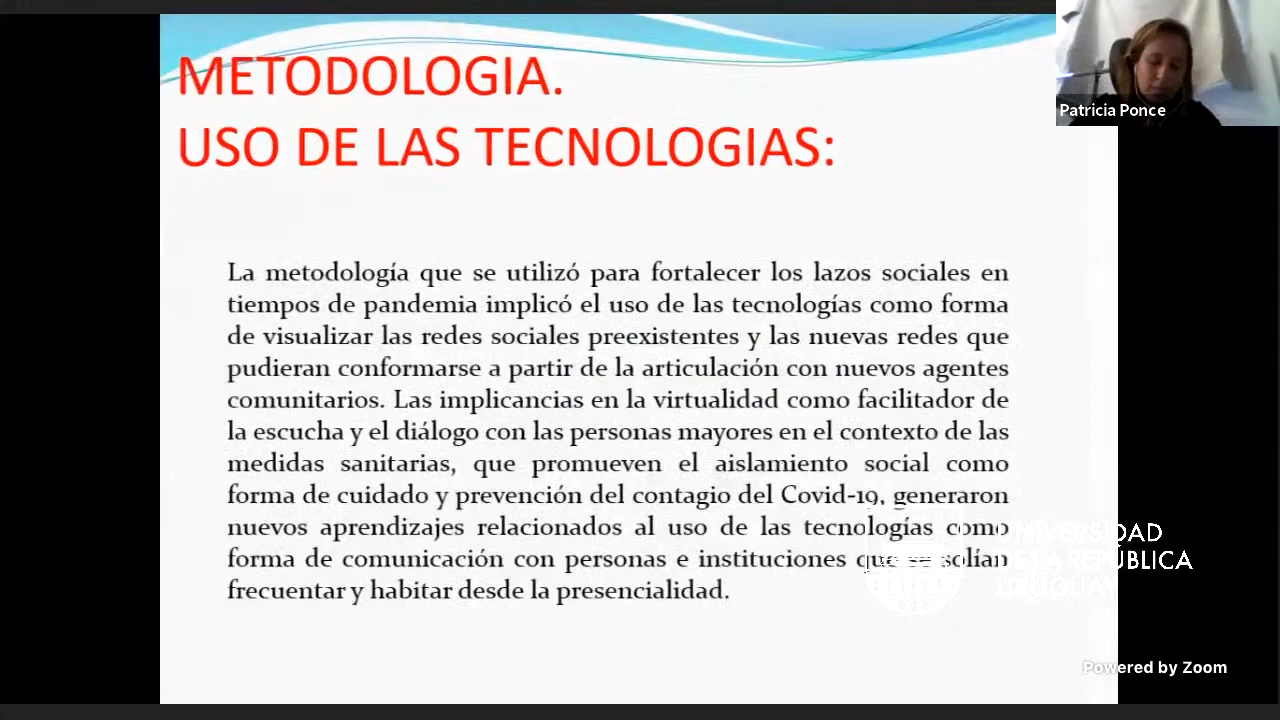 METODOLOGIA.
USO DE LAS TECNOLOGIAS:
Patricia Ponce
La metodología que se utilizó para fortalecer los lazos sociales en
tiempos de pandemia implicó el uso de las tecnologías como forma
de visualizar las redes sociales preexistentes y las nuevas redes que
pudieran conformarse a partir de la articulación con nuevos agentes
comunitarios. Las implicancias en la virtualidad como facilitador de
la escucha y el diálogo con las personas mayores en el contexto de las
medidas sanitarias, que promueven el aislamiento social como
forma de cuidado y prevención del contagio del Covid-19, generaron
nuevos aprendizajes relacionados al uso de las tecnologías como
forma de comunicación con personas e instituciones que se solían
frecuentar y habitar desde la presencialidad.
UNIVERSIDAD
DE LA REPÚBLICA
URUGUAY
Powered by Zoom